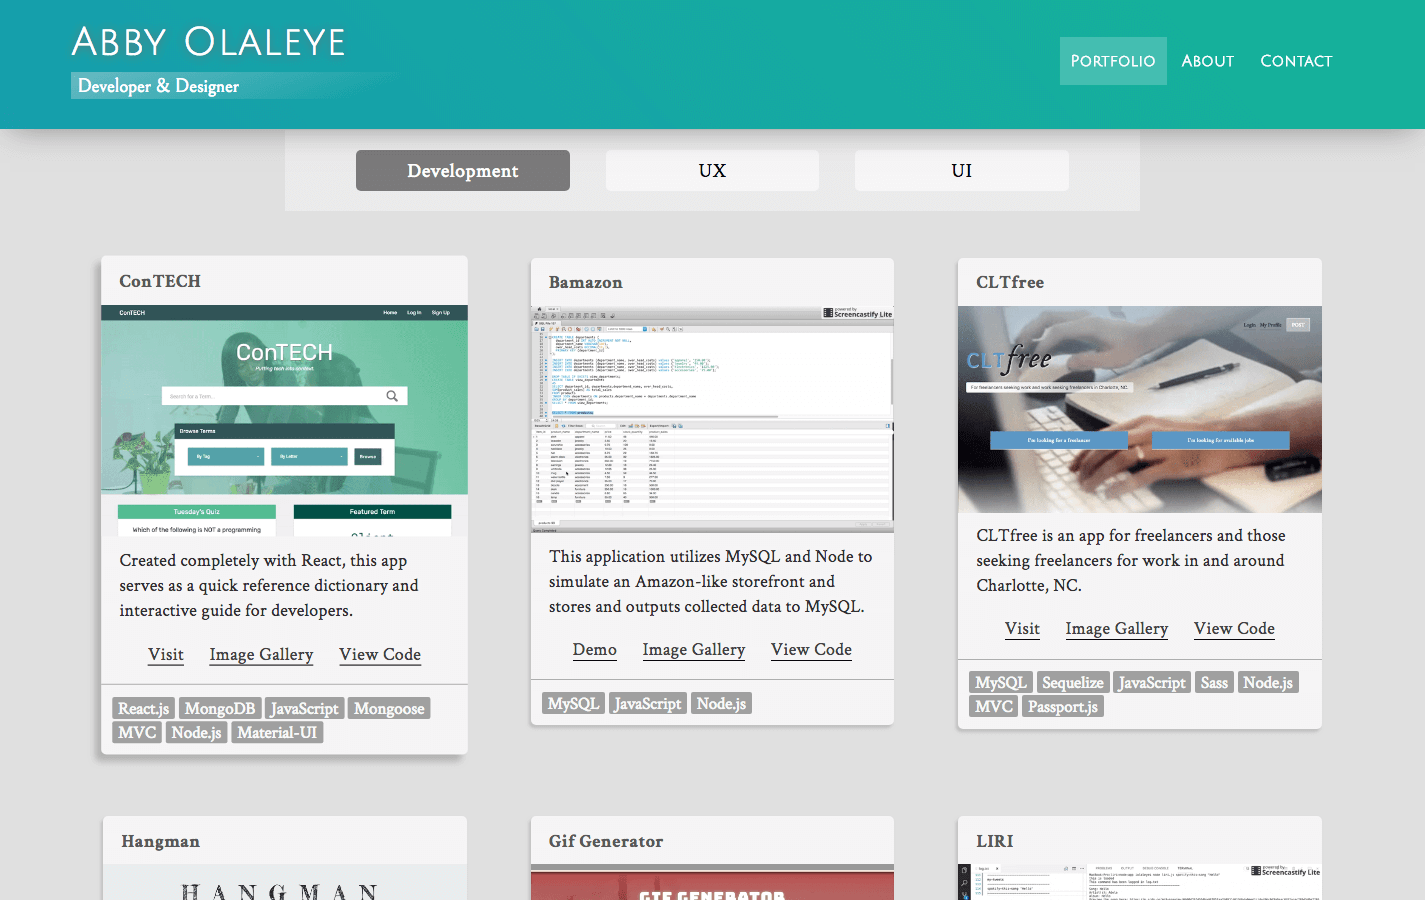 Abby Olaleye
Developer & Designer
Portfolio
About
Contact
Development
UX
UI
ConTECH
ConTECH
Home
Log In
Sign Up
ConTECH
Putting tech into context.
Search for a Term...
Browse Terms
By Tag
By Letter
Browse
Tuesday's Quiz
Featured Term
Which of the following is NOT a programming
Client
Created completely with React, this app
serves as a quick reference dictionary and
interactive guide for developers.
Visit
Image Gallery
View Code
React.js MongoDB JavaScript Mongoose
MVC Node.js Material-UI
Bamazon
powered by
Screencastify Lite
This application utilizes MySQL and Node to
simulate an Amazon-like storefront and
stores and outputs collected data to MySQL.
Demo
Image Gallery
View Code
MySQL JavaScript Node.js
CLTfree
Login
My Profile
POST
CLTfree
For freelancers seeking work and work seeking freelancers in Charlotte, NC.
I'm looking for a freelancer
I'm looking for available jobs
CLTfree is an app for freelancers and those
seeking freelancers for work in and around
Charlotte, NC.
Visit
Image Gallery
View Code
MySQL Sequelize JavaScript Sass Node.js
MVC Passport.js
Hangman
HANGMAN
Gif Generator
GIF GENERATOR
LIRI
powered by
Screencastify Lite